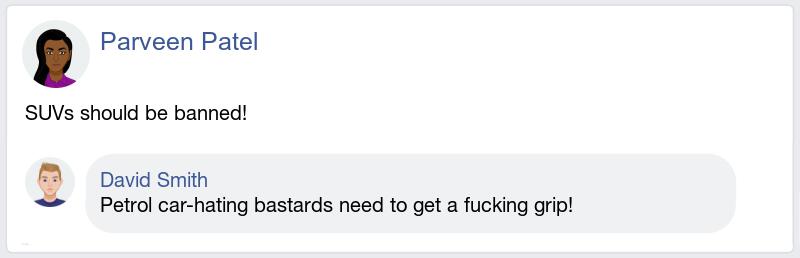 Parveen Patel
SUVs should be banned!
David Smith
Petrol car-hating bastards need to get a fucking grip!